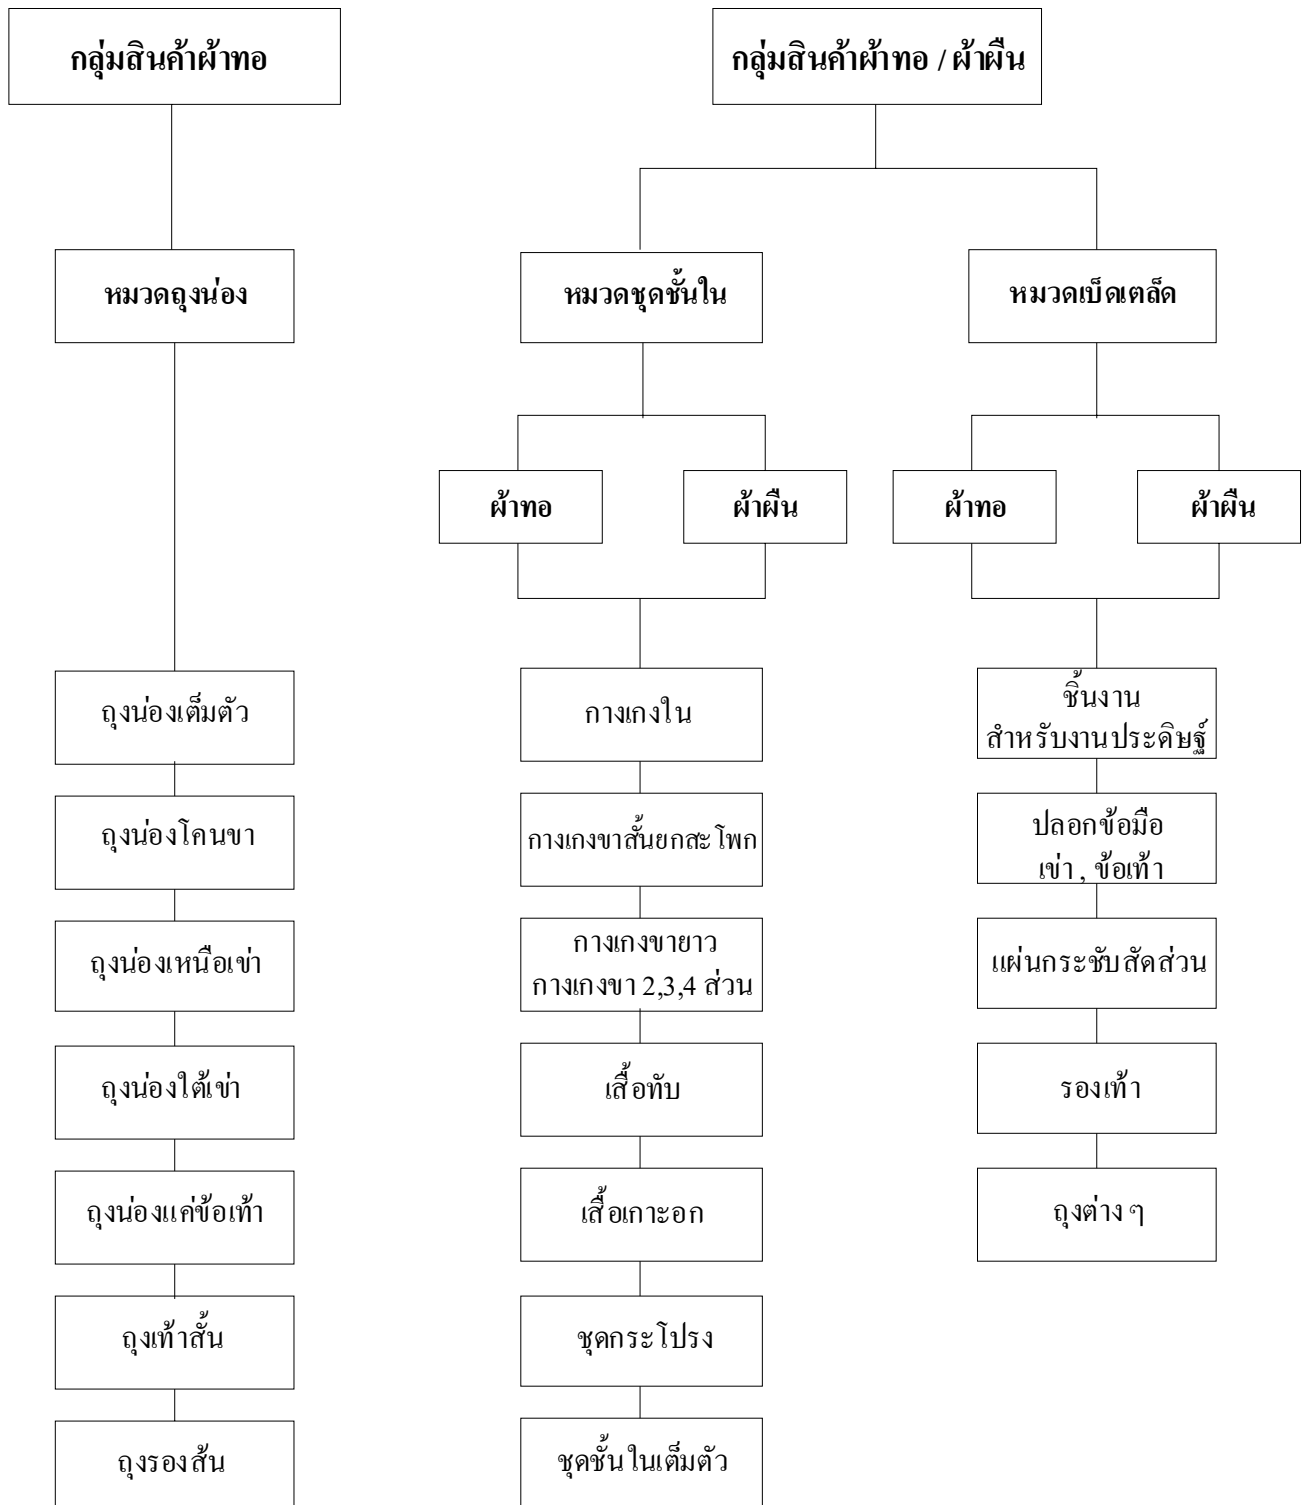 กลุ่มสินค้าผ้าทอ
กลุ่มสินค้าผ้าทอ / ผ้าผืน
หมวดถุงน่อง
หมวดชุดชั้นใน
หมวดเบ็ดเตล็ด
ผ้าทอ
ผ้าผืน
ผ้าทอ
ผ้าผืน
ถุงน่องเต็มตัว
ถุงน่องโคนขา
ถุงน่องเหนือเข่า
ถุงน่องใต้เข่า
ถุงน่องแค่ข้อเท้า
ถุงเท้าสั้น
ถุงรองส้น
กางเกงใน
กางเกงขาสั้นยกสะโพก
กางเกงขายาว
กางเกงขา 2,3,4 ส่วน
เสื้อทับ
เสื้อเกาะอก
ชุดกระโปรง
ชุดชั้นในเต็มตัว
ชิ้นงาน
สำหรับงานประดิษฐ์
ปลอกข้อมือ
เข่า , ข้อเท้า
แผ่นกระชับสัดส่วน
รองเท้า
ถุงต่าง ๆ